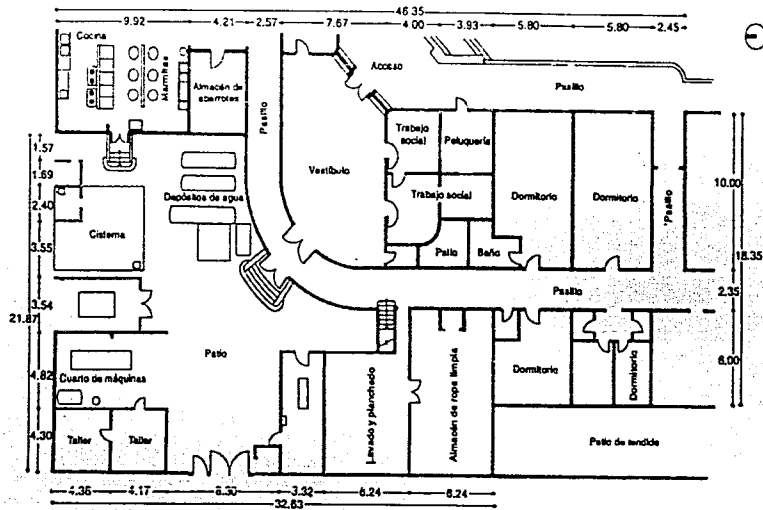 46.35
9.92 4.21 2.57 7.67 4.00 3.93 5.80 5.80 2.45
Cocina
Marmitas
Almacén de abarrotes
Pasillo
Acceso
Pasillo
Trabajo social
Peluquería
Vestíbulo
Trabajo social
Dormitorio
Dormitorio
Pasillo
Depósitos de agua
Cisterna
Patio
Baño
Pasillo
1.57
1.69
2.40
3.55
3.54
21.87
4.82
4.30
10.00
18.35
2.35
6.00
Patio
Cuarto de máquinas
Taller
Taller
Lavado y planchado
Almacén de ropa limpia
Dormitorio
Dormitorio
Patio de tendido
4.36 4.17 6.30 3.32 6.24 8.24
32.63